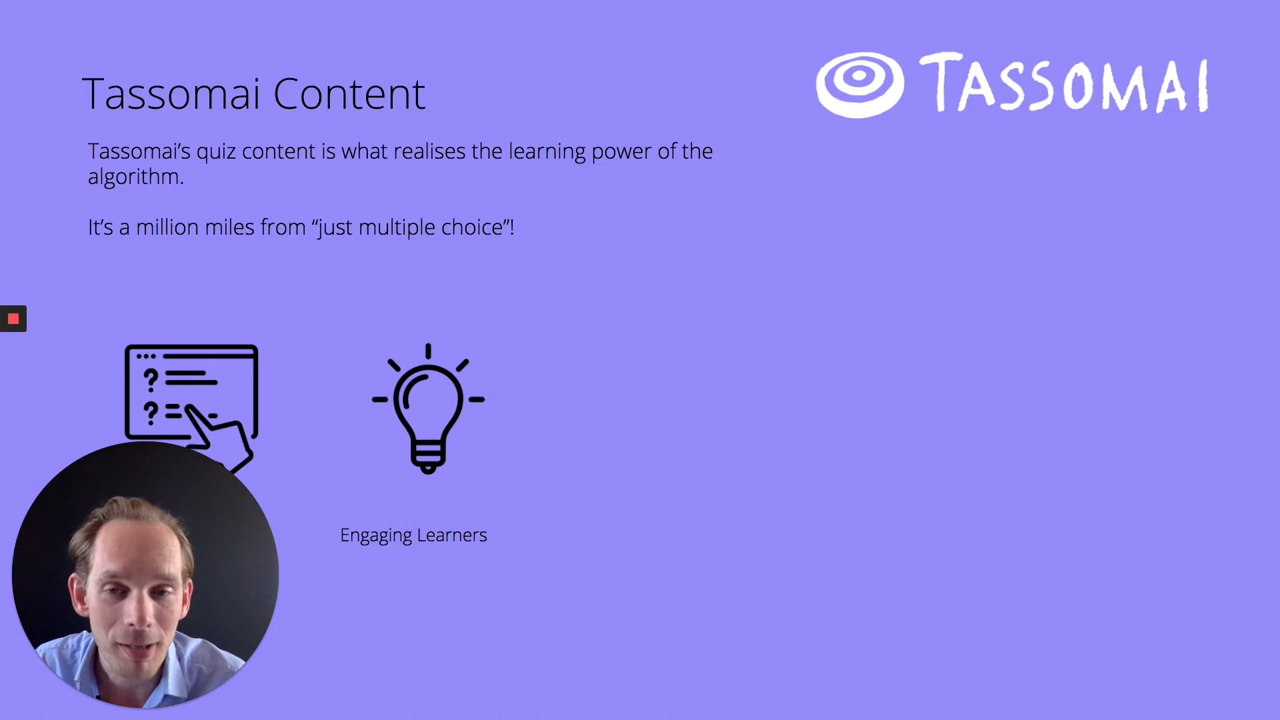 Tassomai Content
TASSOMAI
Tassomai’s quiz content is what realises the learning power of the
algorithm.
It’s a million miles from “just multiple choice”!
?
?
Engaging Learners